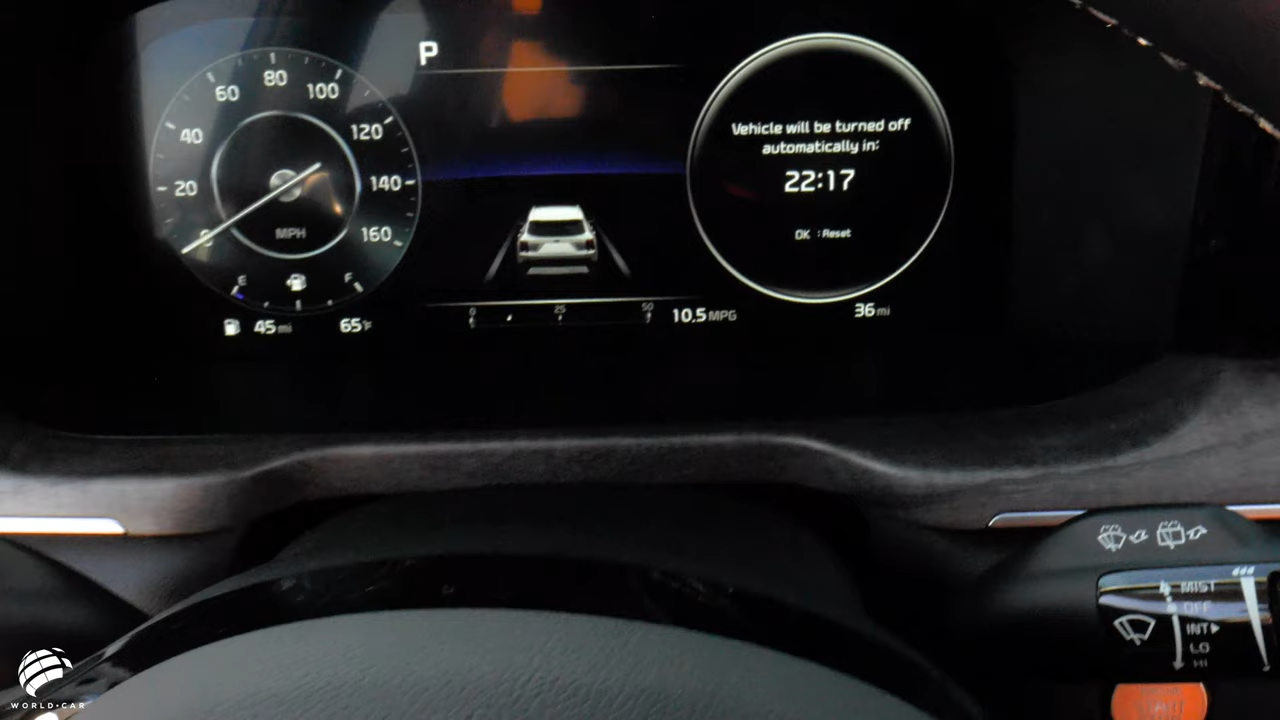 P
80
60
100
40
120
20
140
0
160
MPH
E
F
45 mi
65°F
0
25
50
10.5 MPG
Vehicle will be turned off
automatically in:
22:17
OK : Reset
36 mi
MIST
OFF
INT
LO
HI
WORLD CAR